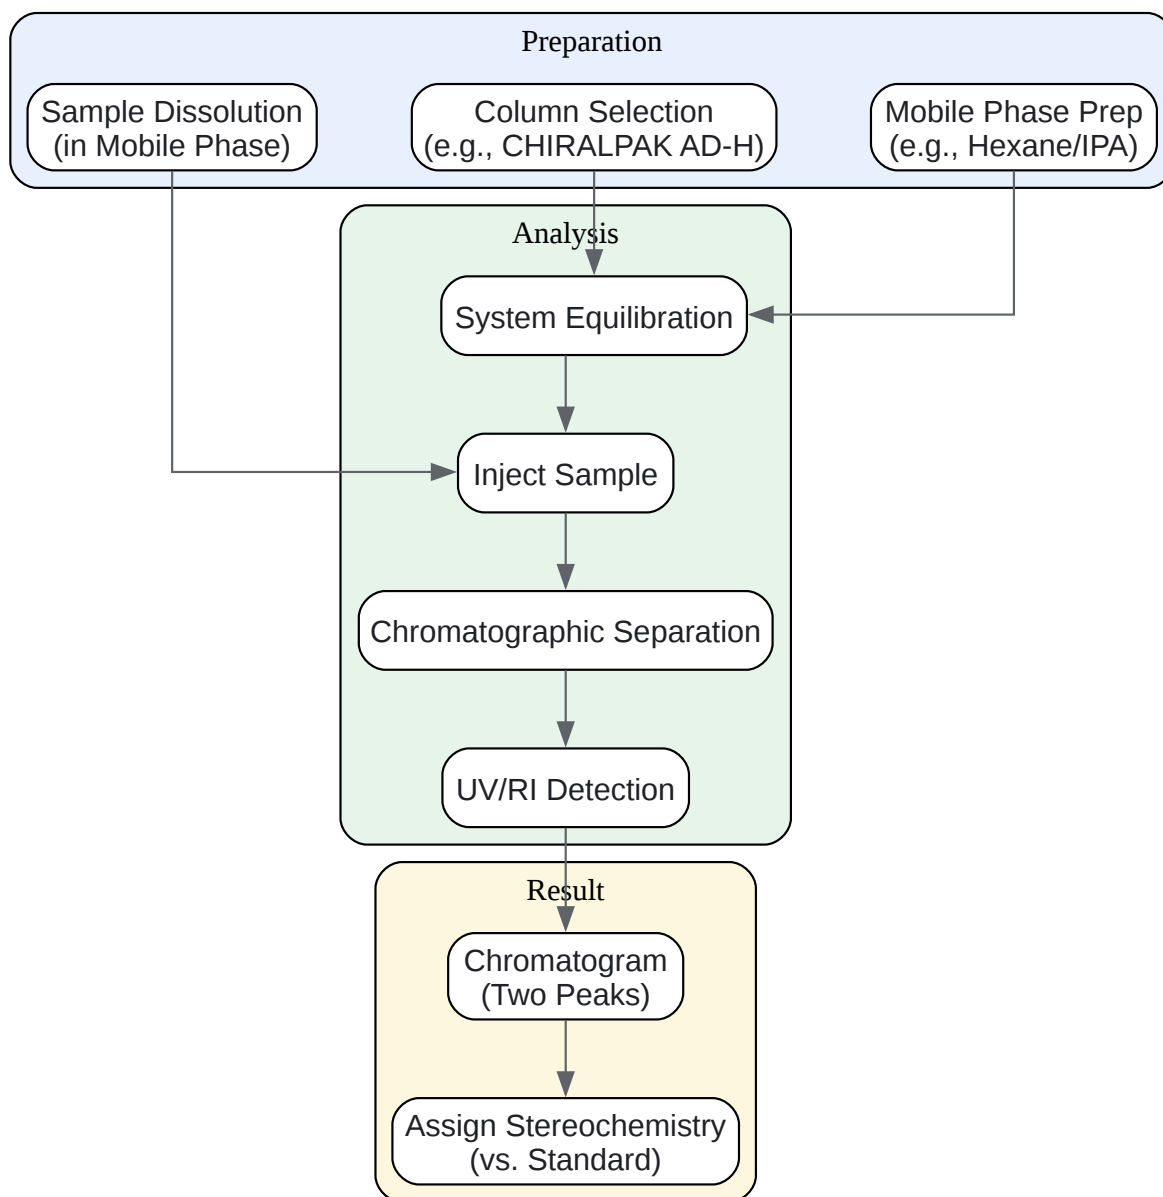 Preparation
Sample Dissolution
(in Mobile Phase)
Column Selection
(e.g., CHIRALPAK AD-H)
Mobile Phase Prep
(e.g., Hexane/IPA)
Analysis
System Equilibration
Inject Sample
Chromatographic Separation
UV/RI Detection
Result
Chromatogram
(Two Peaks)
Assign Stereochemistry
(vs. Standard)